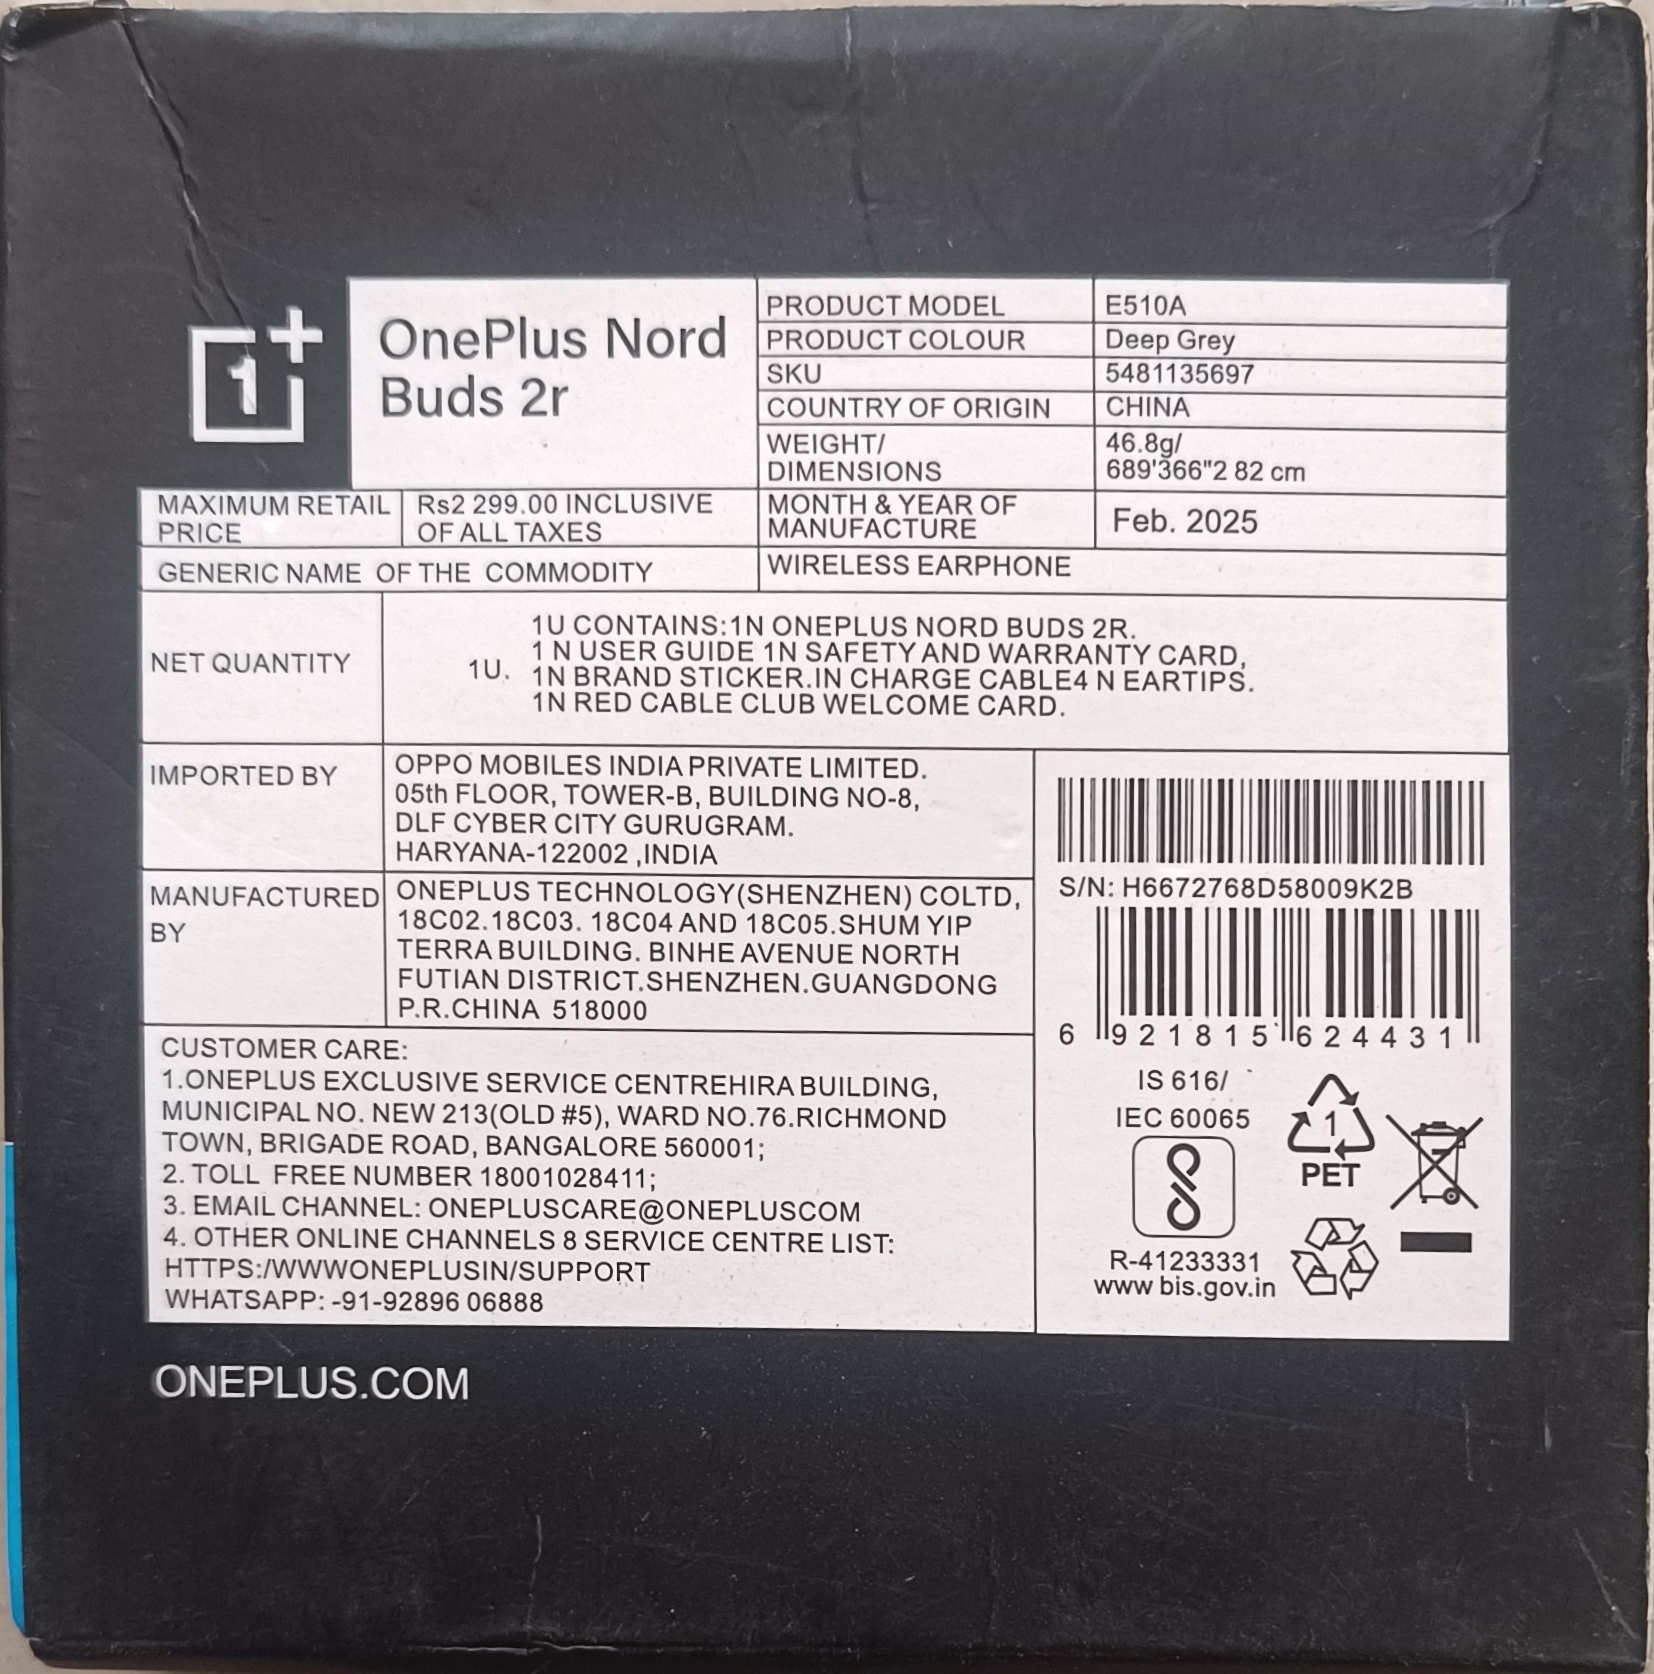 1+
OnePlus Nord
Buds 2r
PRODUCT MODEL E510A
PRODUCT COLOUR Deep Grey
SKU 5481135697
COUNTRY OF ORIGIN CHINA
WEIGHT/ 46.8g/
DIMENSIONS 689'366"2 82 cm
MAXIMUM RETAIL PRICE Rs2 299.00 INCLUSIVE OF ALL TAXES
MONTH & YEAR OF MANUFACTURE Feb. 2025
GENERIC NAME OF THE COMMODITY WIRELESS EARPHONE
NET QUANTITY 1U.
1U CONTAINS:1N ONEPLUS NORD BUDS 2R.
1 N USER GUIDE 1N SAFETY AND WARRANTY CARD,
1N BRAND STICKER.IN CHARGE CABLE4 N EARTIPS.
1N RED CABLE CLUB WELCOME CARD.
IMPORTED BY
OPPO MOBILES INDIA PRIVATE LIMITED.
05th FLOOR, TOWER-B, BUILDING NO-8,
DLF CYBER CITY GURUGRAM.
HARYANA-122002 ,INDIA
MANUFACTURED BY
ONEPLUS TECHNOLOGY(SHENZHEN) COLTD,
18C02.18C03. 18C04 AND 18C05.SHUM YIP
TERRA BUILDING. BINHE AVENUE NORTH
FUTIAN DISTRICT.SHENZHEN.GUANGDONG
P.R.CHINA 518000
CUSTOMER CARE:
1.ONEPLUS EXCLUSIVE SERVICE CENTREHIRA BUILDING,
MUNICIPAL NO. NEW 213(OLD #5), WARD NO.76.RICHMOND
TOWN, BRIGADE ROAD, BANGALORE 560001;
2. TOLL FREE NUMBER 18001028411;
3. EMAIL CHANNEL: ONEPLUSCARE@ONEPLUSCOM
4. OTHER ONLINE CHANNELS 8 SERVICE CENTRE LIST:
HTTPS:/WWWONEPLUSIN/SUPPORT
WHATSAPP: -91-92896 06888
S/N: H6672768D58009K2B
6 921815 624431
IS 616/
IEC 60065
R-41233331
www bis.gov.in
1
PET
ONEPLUS.COM